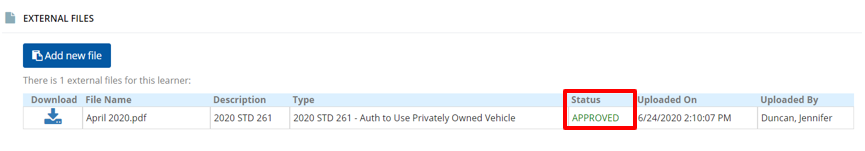 EXTERNAL FILES
Add new file
There is 1 external files for this learner:
Download File Name Description Type Status Uploaded On Uploaded By
April 2020.pdf 2020 STD 261 2020 STD 261 - Auth to Use Privately Owned Vehicle APPROVED 6/24/2020 2:10:07 PM Duncan, Jennifer